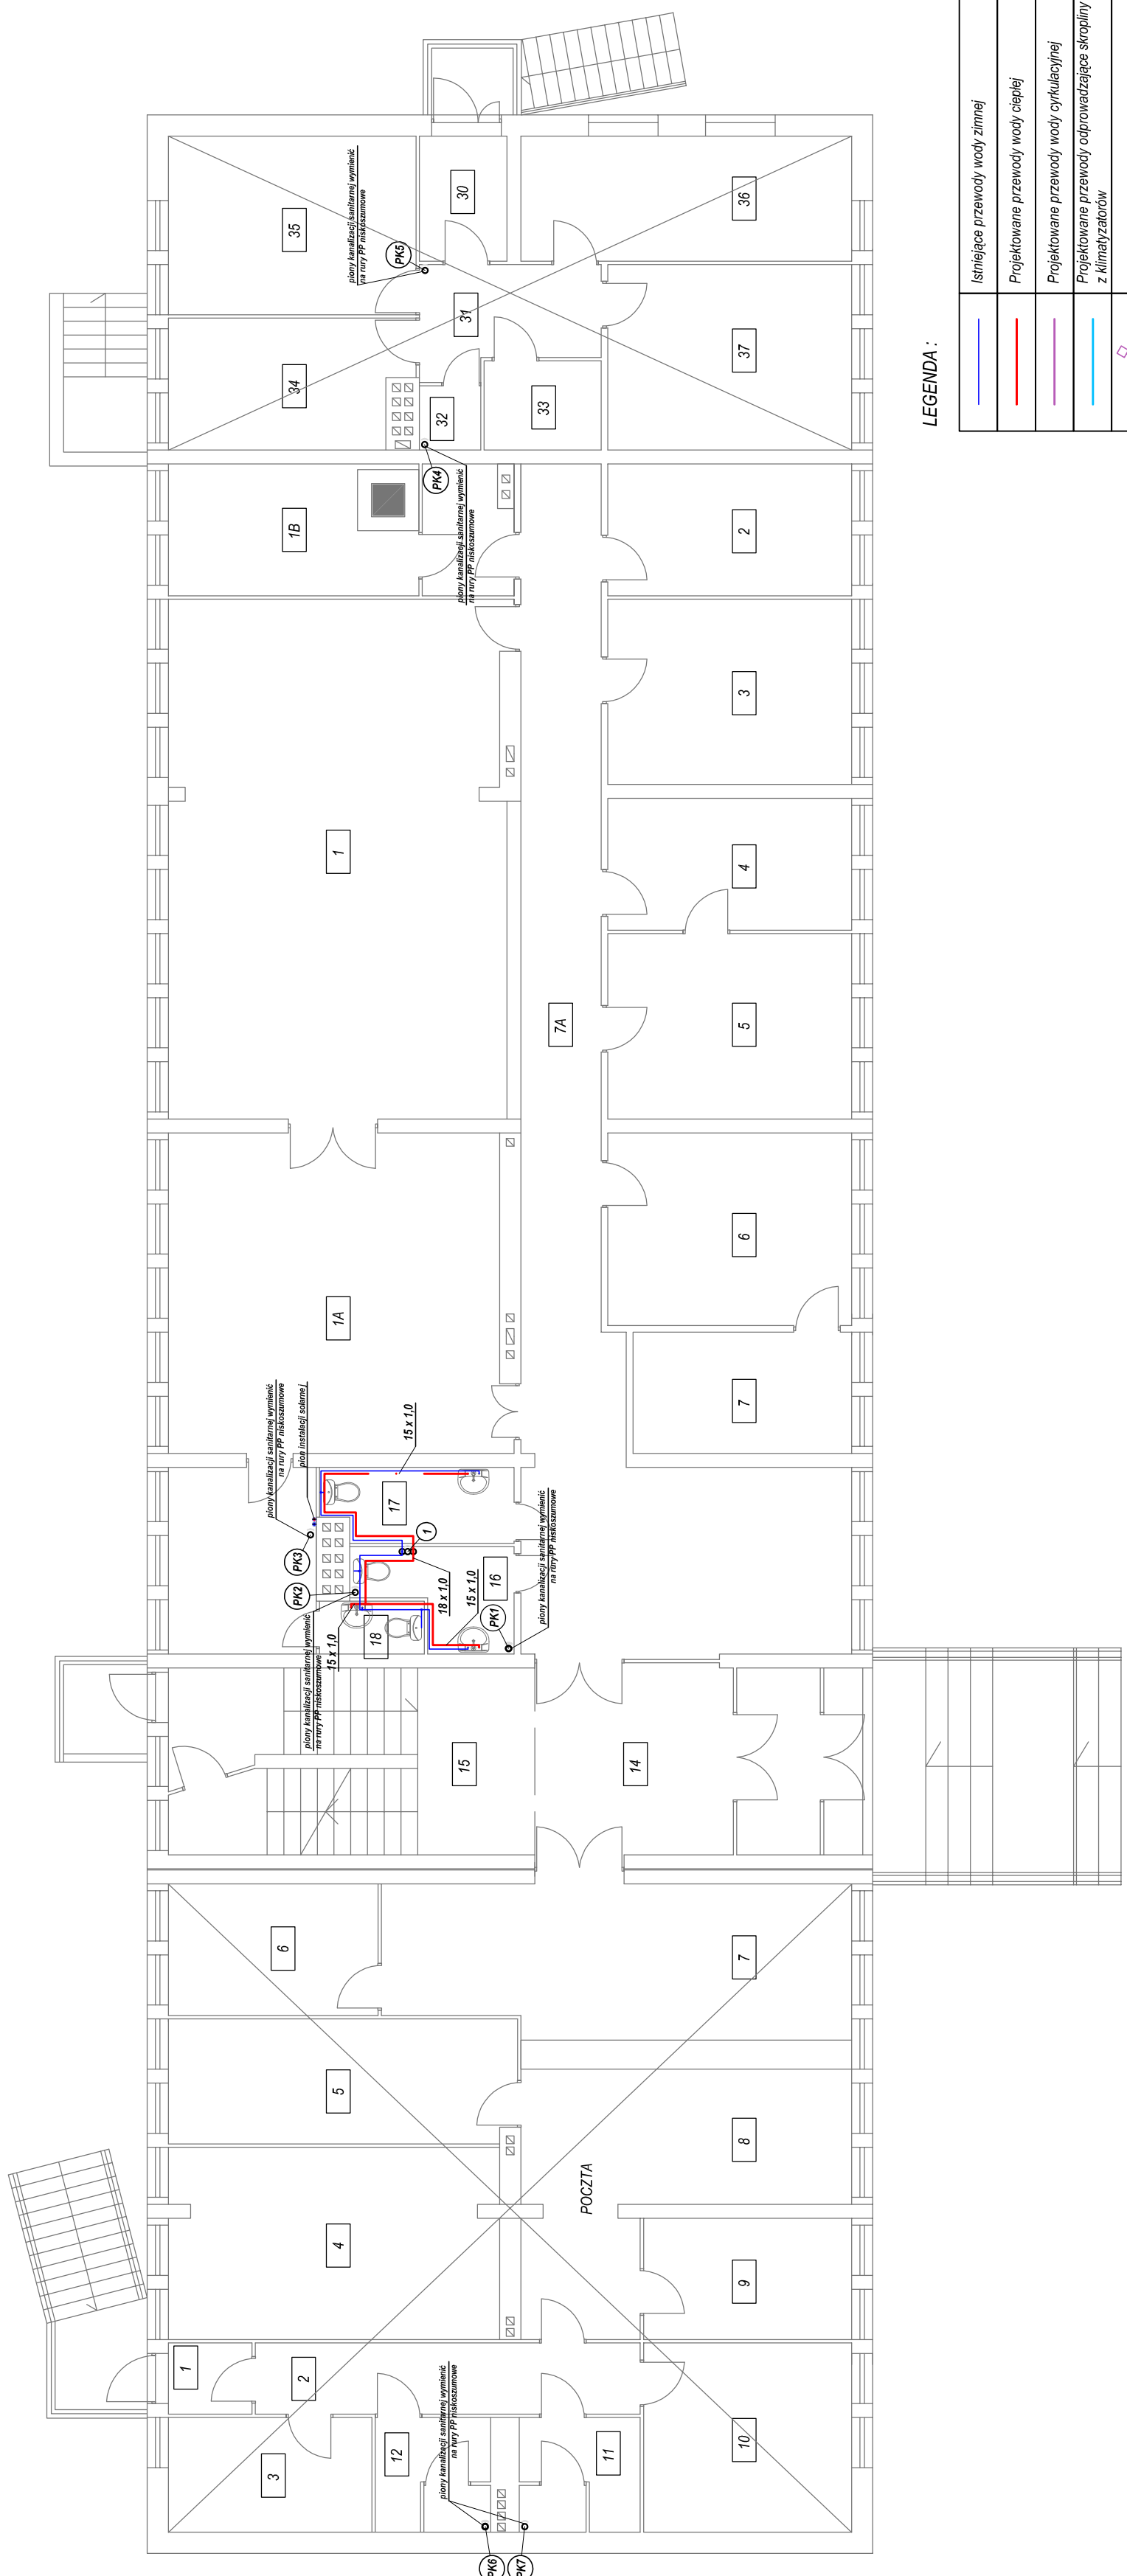 35
piony kanalizacji sanitarnej wymienić
na rury PP niskoszumowe
PK5
30
36
31
34
37
33
32
PK4
piony kanalizacji sanitarnej wymienić
na rury PP niskoszumowe
1B
2
3
1
4
7A
5
6
1A
7
piony kanalizacji sanitarnej wymienić
na rury PP niskoszumowe
pion instalacji solarnej
15 x 1,0
17
PK3
1
PK2
18 x 1,0
15 x 1,0
16
PK1
piony kanalizacji sanitarnej wymienić
na rury PP niskoszumowe
18
15 x 1,0
piony kanalizacji sanitarnej wymienić
na rury PP niskoszumowe
15
14
6
7
5
8
POCZTA
4
9
1
2
piony kanalizacji sanitarnej wymienić
na rury PP niskoszumowe
3
12
11
10
PK6
PK7
LEGENDA :
Istniejące przewody wody zimnej
Projektowane przewody wody ciepłej
Projektowane przewody wody cyrkulacyjnej
Projektowane przewody odprowadzające skropliny
z klimatyzatorów